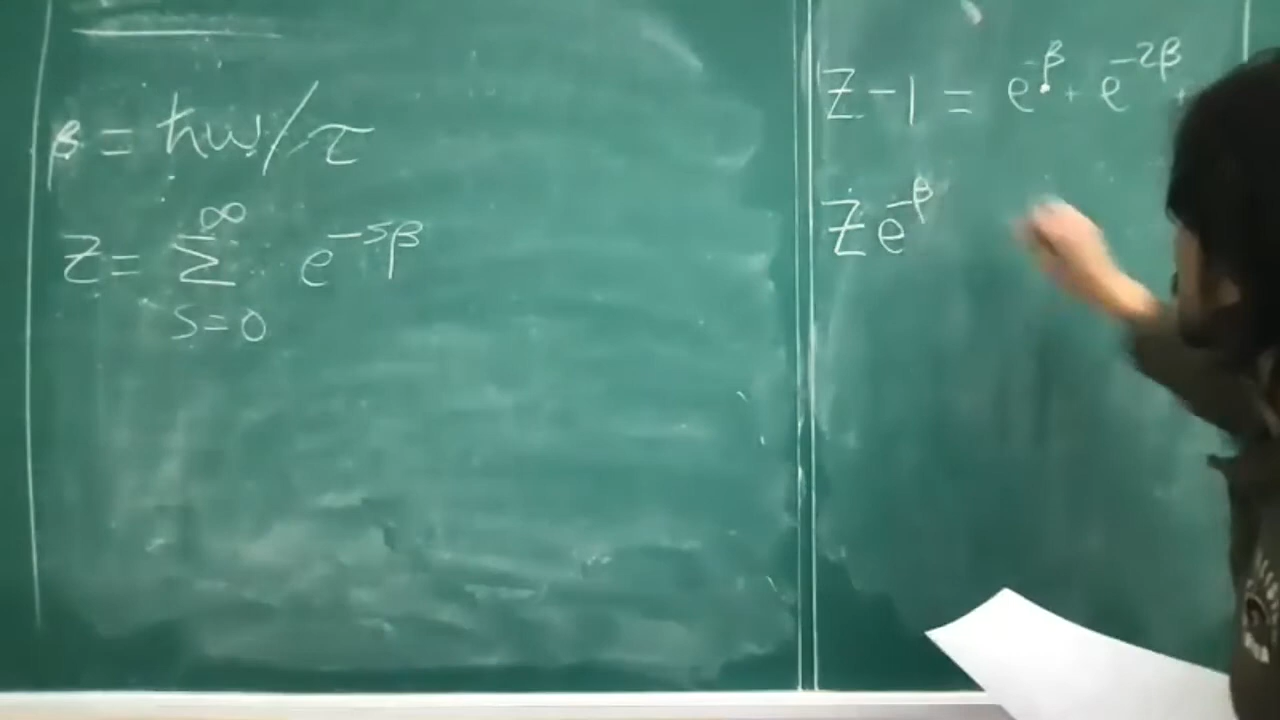 β = ħω/τ
Z = ∑_{s=0}^{∞} e^{-sβ}
Z - 1 = e^{-β} + e^{-2β} +
Z e^{-β}